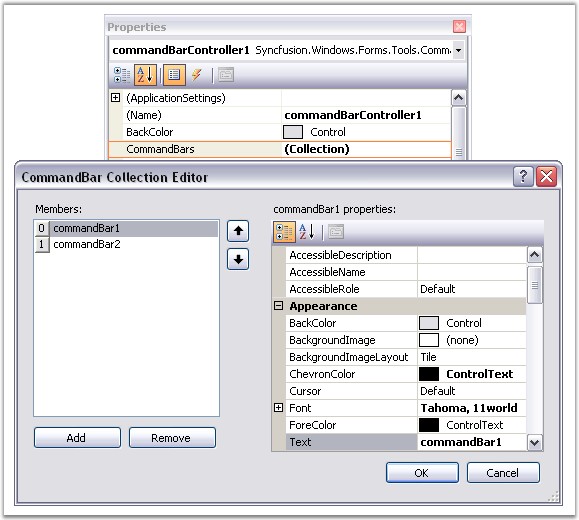 Properties
commandBarController1 Syncfusion.Windows.Forms.Tools.Comma
(ApplicationSettings)
(Name) commandBarController1
BackColor Control
CommandBars (Collection)
CommandBar Collection Editor
Members:
0 commandBar1
1 commandBar2
Add Remove
commandBar1 properties:
AccessibleDescription
AccessibleName
AccessibleRole Default
Appearance
BackColor Control
BackgroundImage (none)
BackgroundImageLayout Tile
ChevronColor ControlText
Cursor Default
Font Tahoma, 11world
ForeColor ControlText
Text commandBar1
OK Cancel